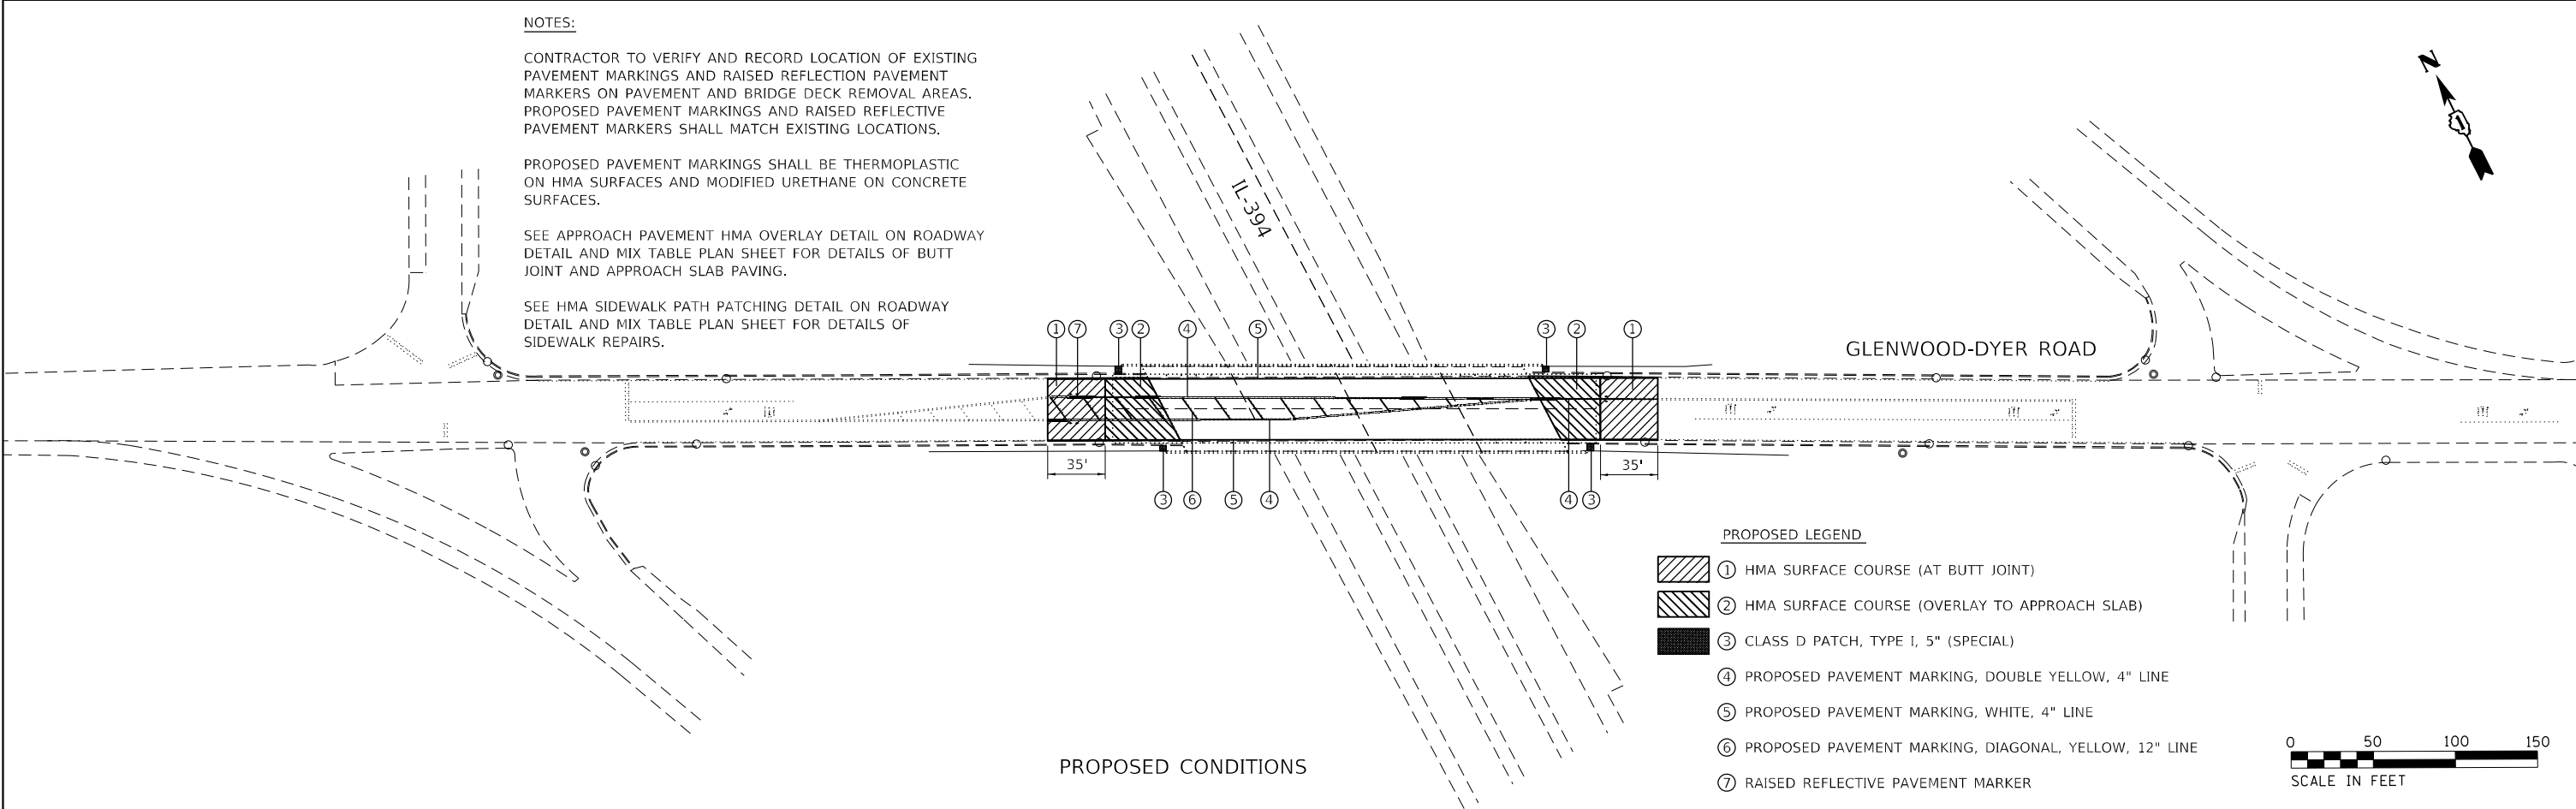 NOTES:
CONTRACTOR TO VERIFY AND RECORD LOCATION OF EXISTING
PAVEMENT MARKINGS AND RAISED REFLECTION PAVEMENT
MARKERS ON PAVEMENT AND BRIDGE DECK REMOVAL AREAS.
PROPOSED PAVEMENT MARKINGS AND RAISED REFLECTIVE
PAVEMENT MARKERS SHALL MATCH EXISTING LOCATIONS.
PROPOSED PAVEMENT MARKINGS SHALL BE THERMOPLASTIC
ON HMA SURFACES AND MODIFIED URETHANE ON CONCRETE
SURFACES.
SEE APPROACH PAVEMENT HMA OVERLAY DETAIL ON ROADWAY
DETAIL AND MIX TABLE PLAN SHEET FOR DETAILS OF BUTT
JOINT AND APPROACH SLAB PAVING.
SEE HMA SIDEWALK PATH PATCHING DETAIL ON ROADWAY
DETAIL AND MIX TABLE PLAN SHEET FOR DETAILS OF
SIDEWALK REPAIRS.
N
IL-394
1 7 3 2 4 5 3 2 1
GLENWOOD-DYER ROAD
35' 35'
3 6 5 4 4 3
PROPOSED LEGEND
1 HMA SURFACE COURSE (AT BUTT JOINT)
2 HMA SURFACE COURSE (OVERLAY TO APPROACH SLAB)
3 CLASS D PATCH, TYPE I, 5" (SPECIAL)
4 PROPOSED PAVEMENT MARKING, DOUBLE YELLOW, 4" LINE
5 PROPOSED PAVEMENT MARKING, WHITE, 4" LINE
6 PROPOSED PAVEMENT MARKING, DIAGONAL, YELLOW, 12" LINE
7 RAISED REFLECTIVE PAVEMENT MARKER
PROPOSED CONDITIONS
0 50 100 150
SCALE IN FEET